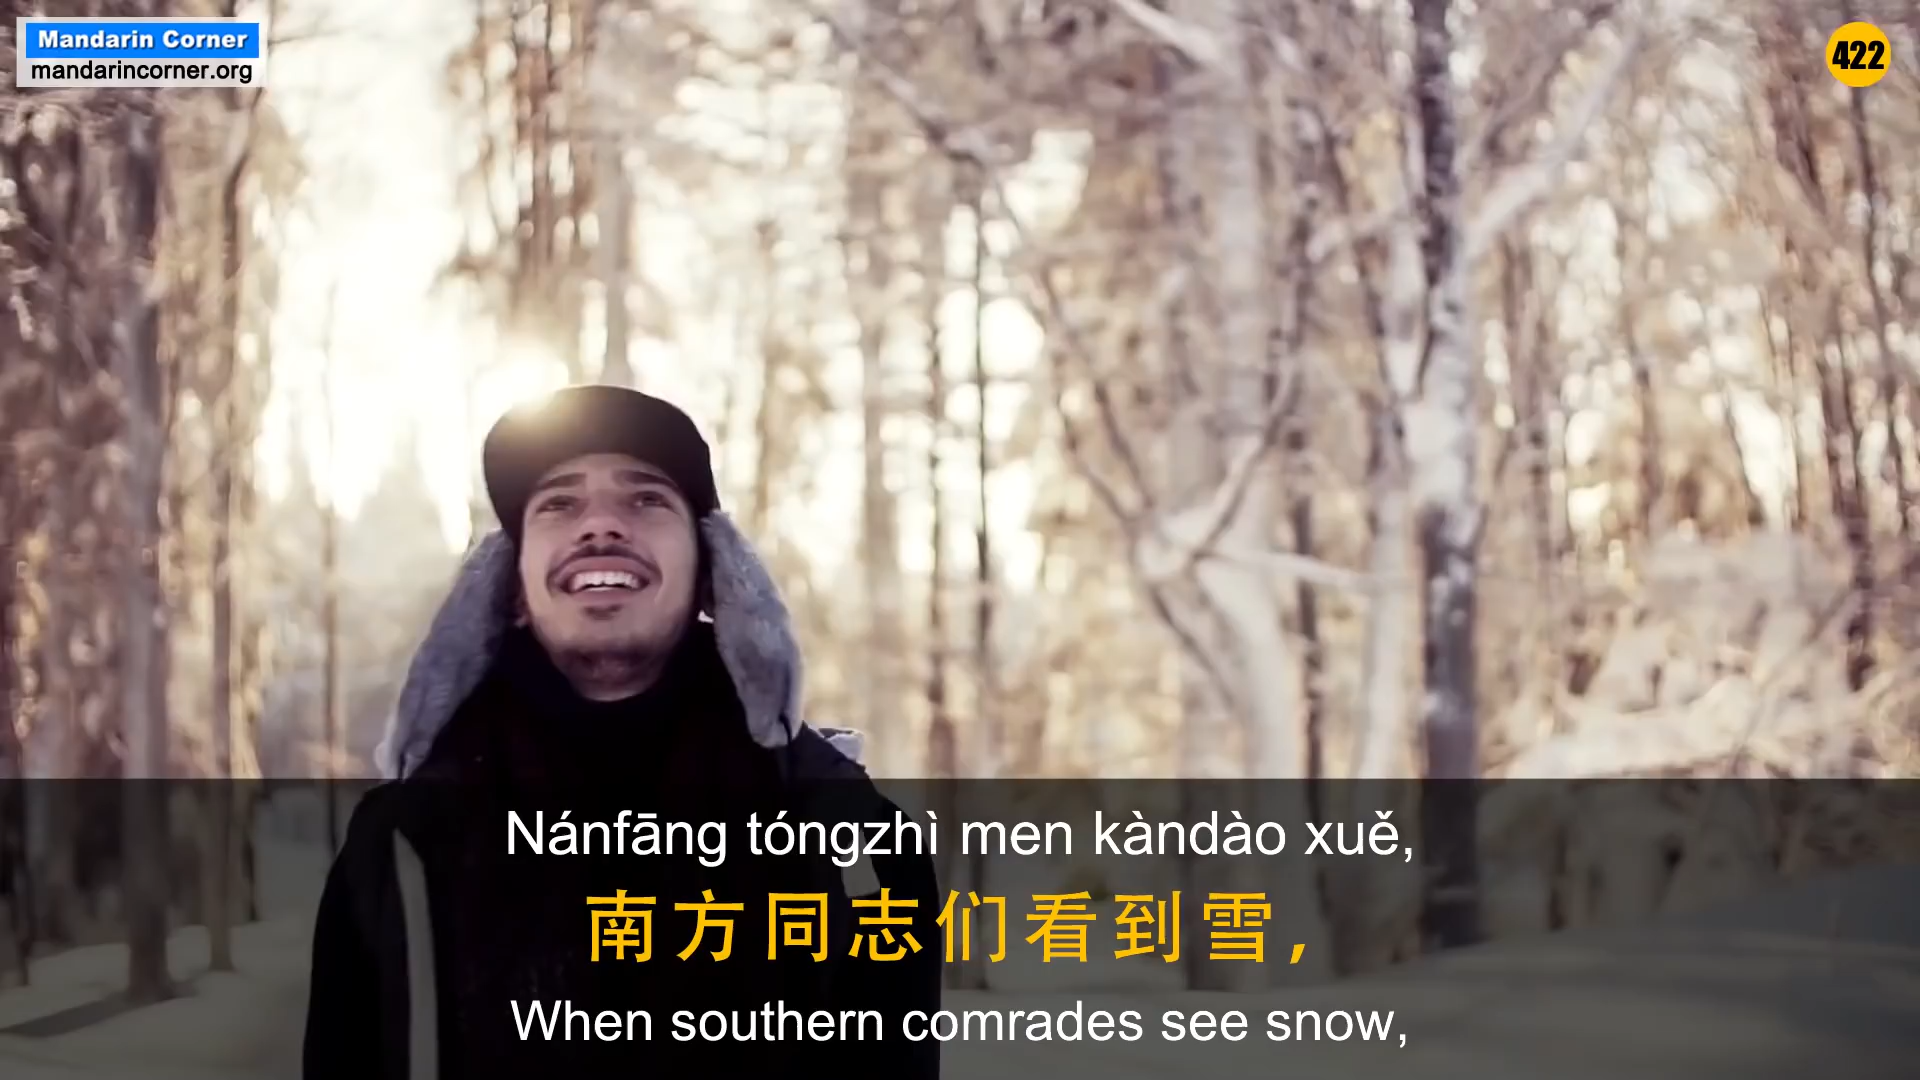 Mandarin Corner
mandarincorner.org
422
Nánfāng tóngzhì men kàndào xuě,
南方同志们看到雪,
When southern comrades see snow,